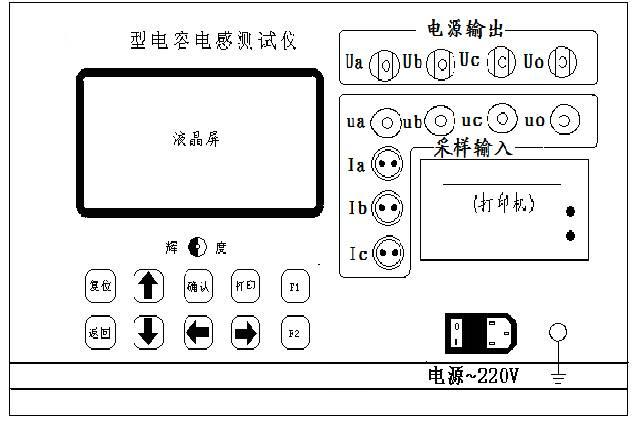 型电容电感测试仪
电源输出
Ua Ub Uc Uo
液晶屏
ua ub uc uo
采样输入
Ia
(打印机)
Ib
辉 度
Ic
复位 确认 打印 F1
返回 F2
0
1
电源~220V